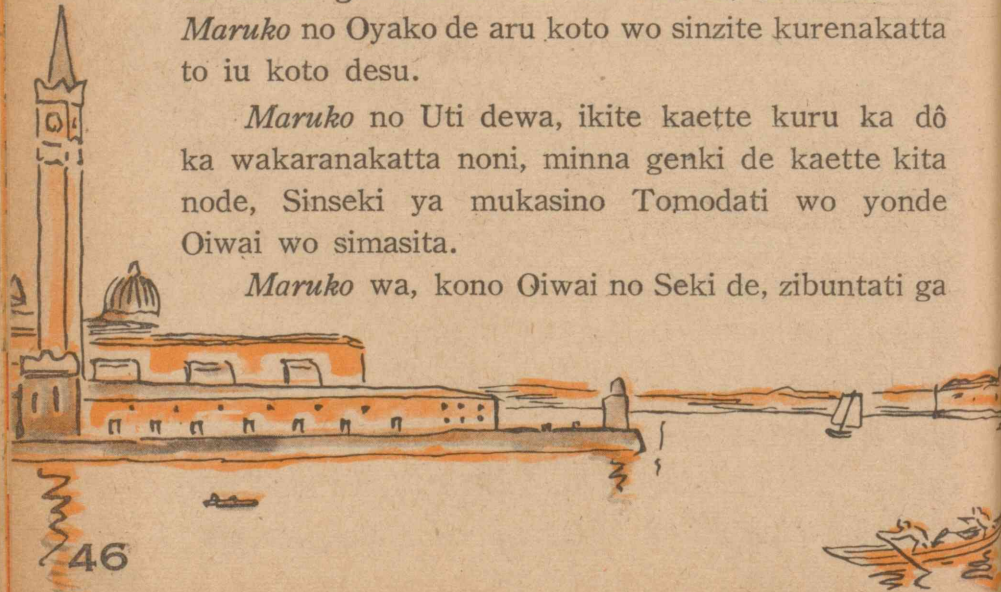 Maruko no Oyako de aru koto wo sinzite kurenakatta
to iu koto desu.
Maruko no Uti dewa, ikite kaette kuru ka dô
ka wakaranakatta noni, minna genki de kaette kita
node, Sinseki ya mukasino Tomodati wo yonde
Oiwai wo simasita.
Maruko wa, kono Oiwai no Seki de, zibuntati ga
46